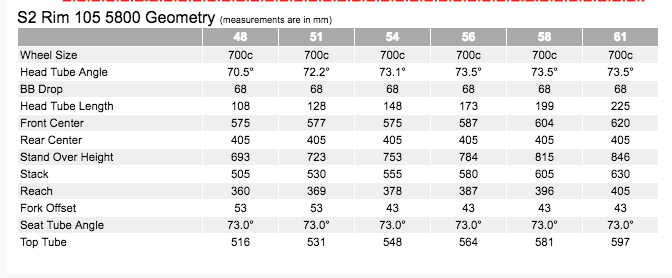 S2 Rim 105 5800 Geometry (measurements are in mm)
48 51 54 56 58 61
Wheel Size 700c 700c 700c 700c 700c 700c
Head Tube Angle 70.5° 72.2° 73.1° 73.5° 73.5° 73.5°
BB Drop 68 68 68 68 68 68
Head Tube Length 108 128 148 173 199 225
Front Center 575 577 575 587 604 620
Rear Center 405 405 405 405 405 405
Stand Over Height 693 723 753 784 815 846
Stack 505 530 555 580 605 630
Reach 360 369 378 387 396 405
Fork Offset 53 53 43 43 43 43
Seat Tube Angle 73.0° 73.0° 73.0° 73.0° 73.0° 73.0°
Top Tube 516 531 548 564 581 597